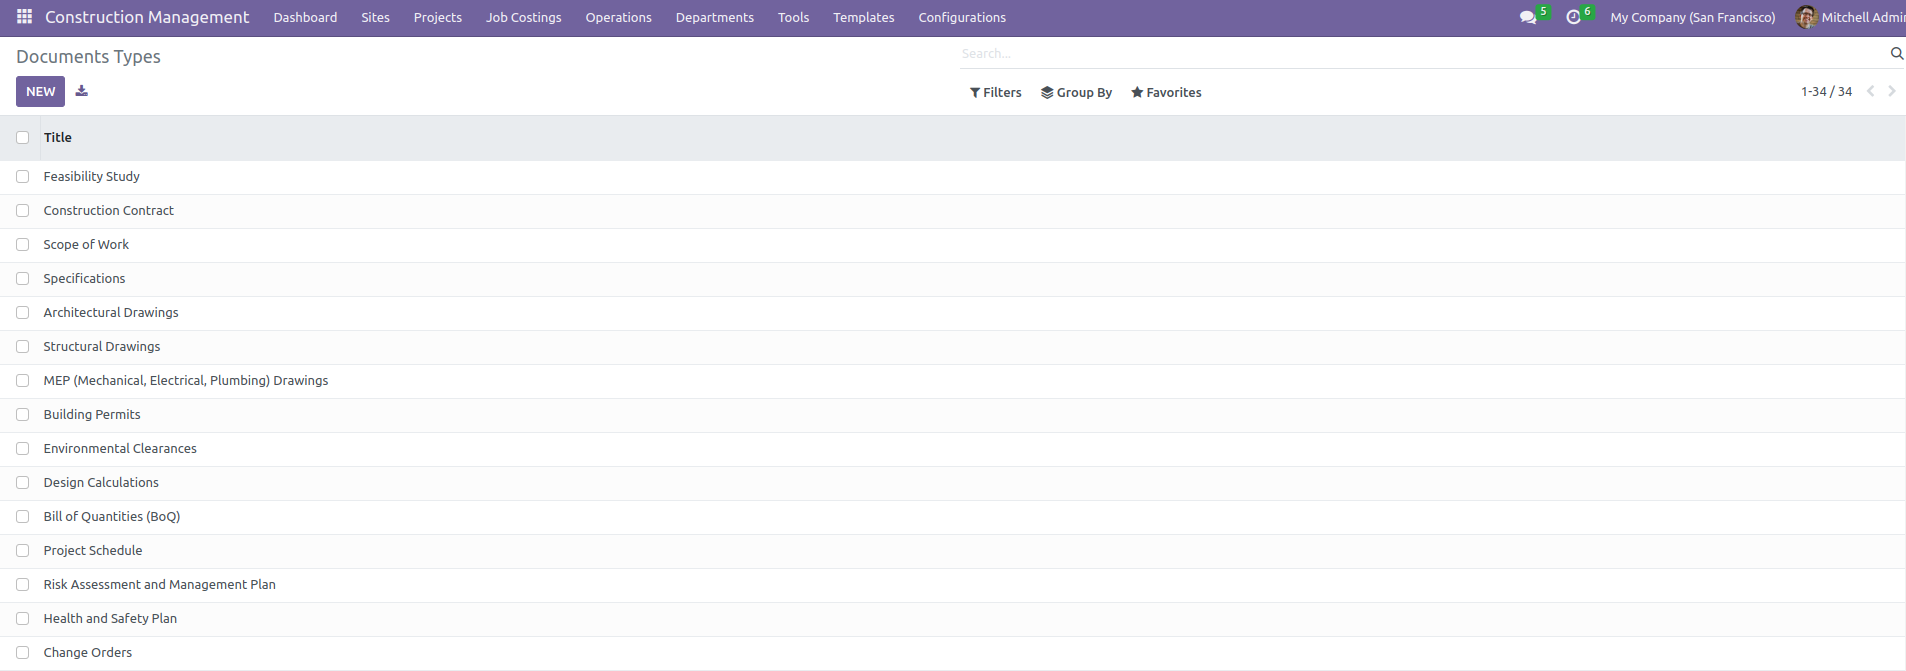 Construction Management Dashboard Sites Projects Job Costings Operations Departments Tools Templates Configurations 5 6 My Company (San Francisco) Mitchell Admin
Documents Types
Search...
NEW
Filters Group By Favorites
1-34 / 34
Title
Feasibility Study
Construction Contract
Scope of Work
Specifications
Architectural Drawings
Structural Drawings
MEP (Mechanical, Electrical, Plumbing) Drawings
Building Permits
Environmental Clearances
Design Calculations
Bill of Quantities (BoQ)
Project Schedule
Risk Assessment and Management Plan
Health and Safety Plan
Change Orders